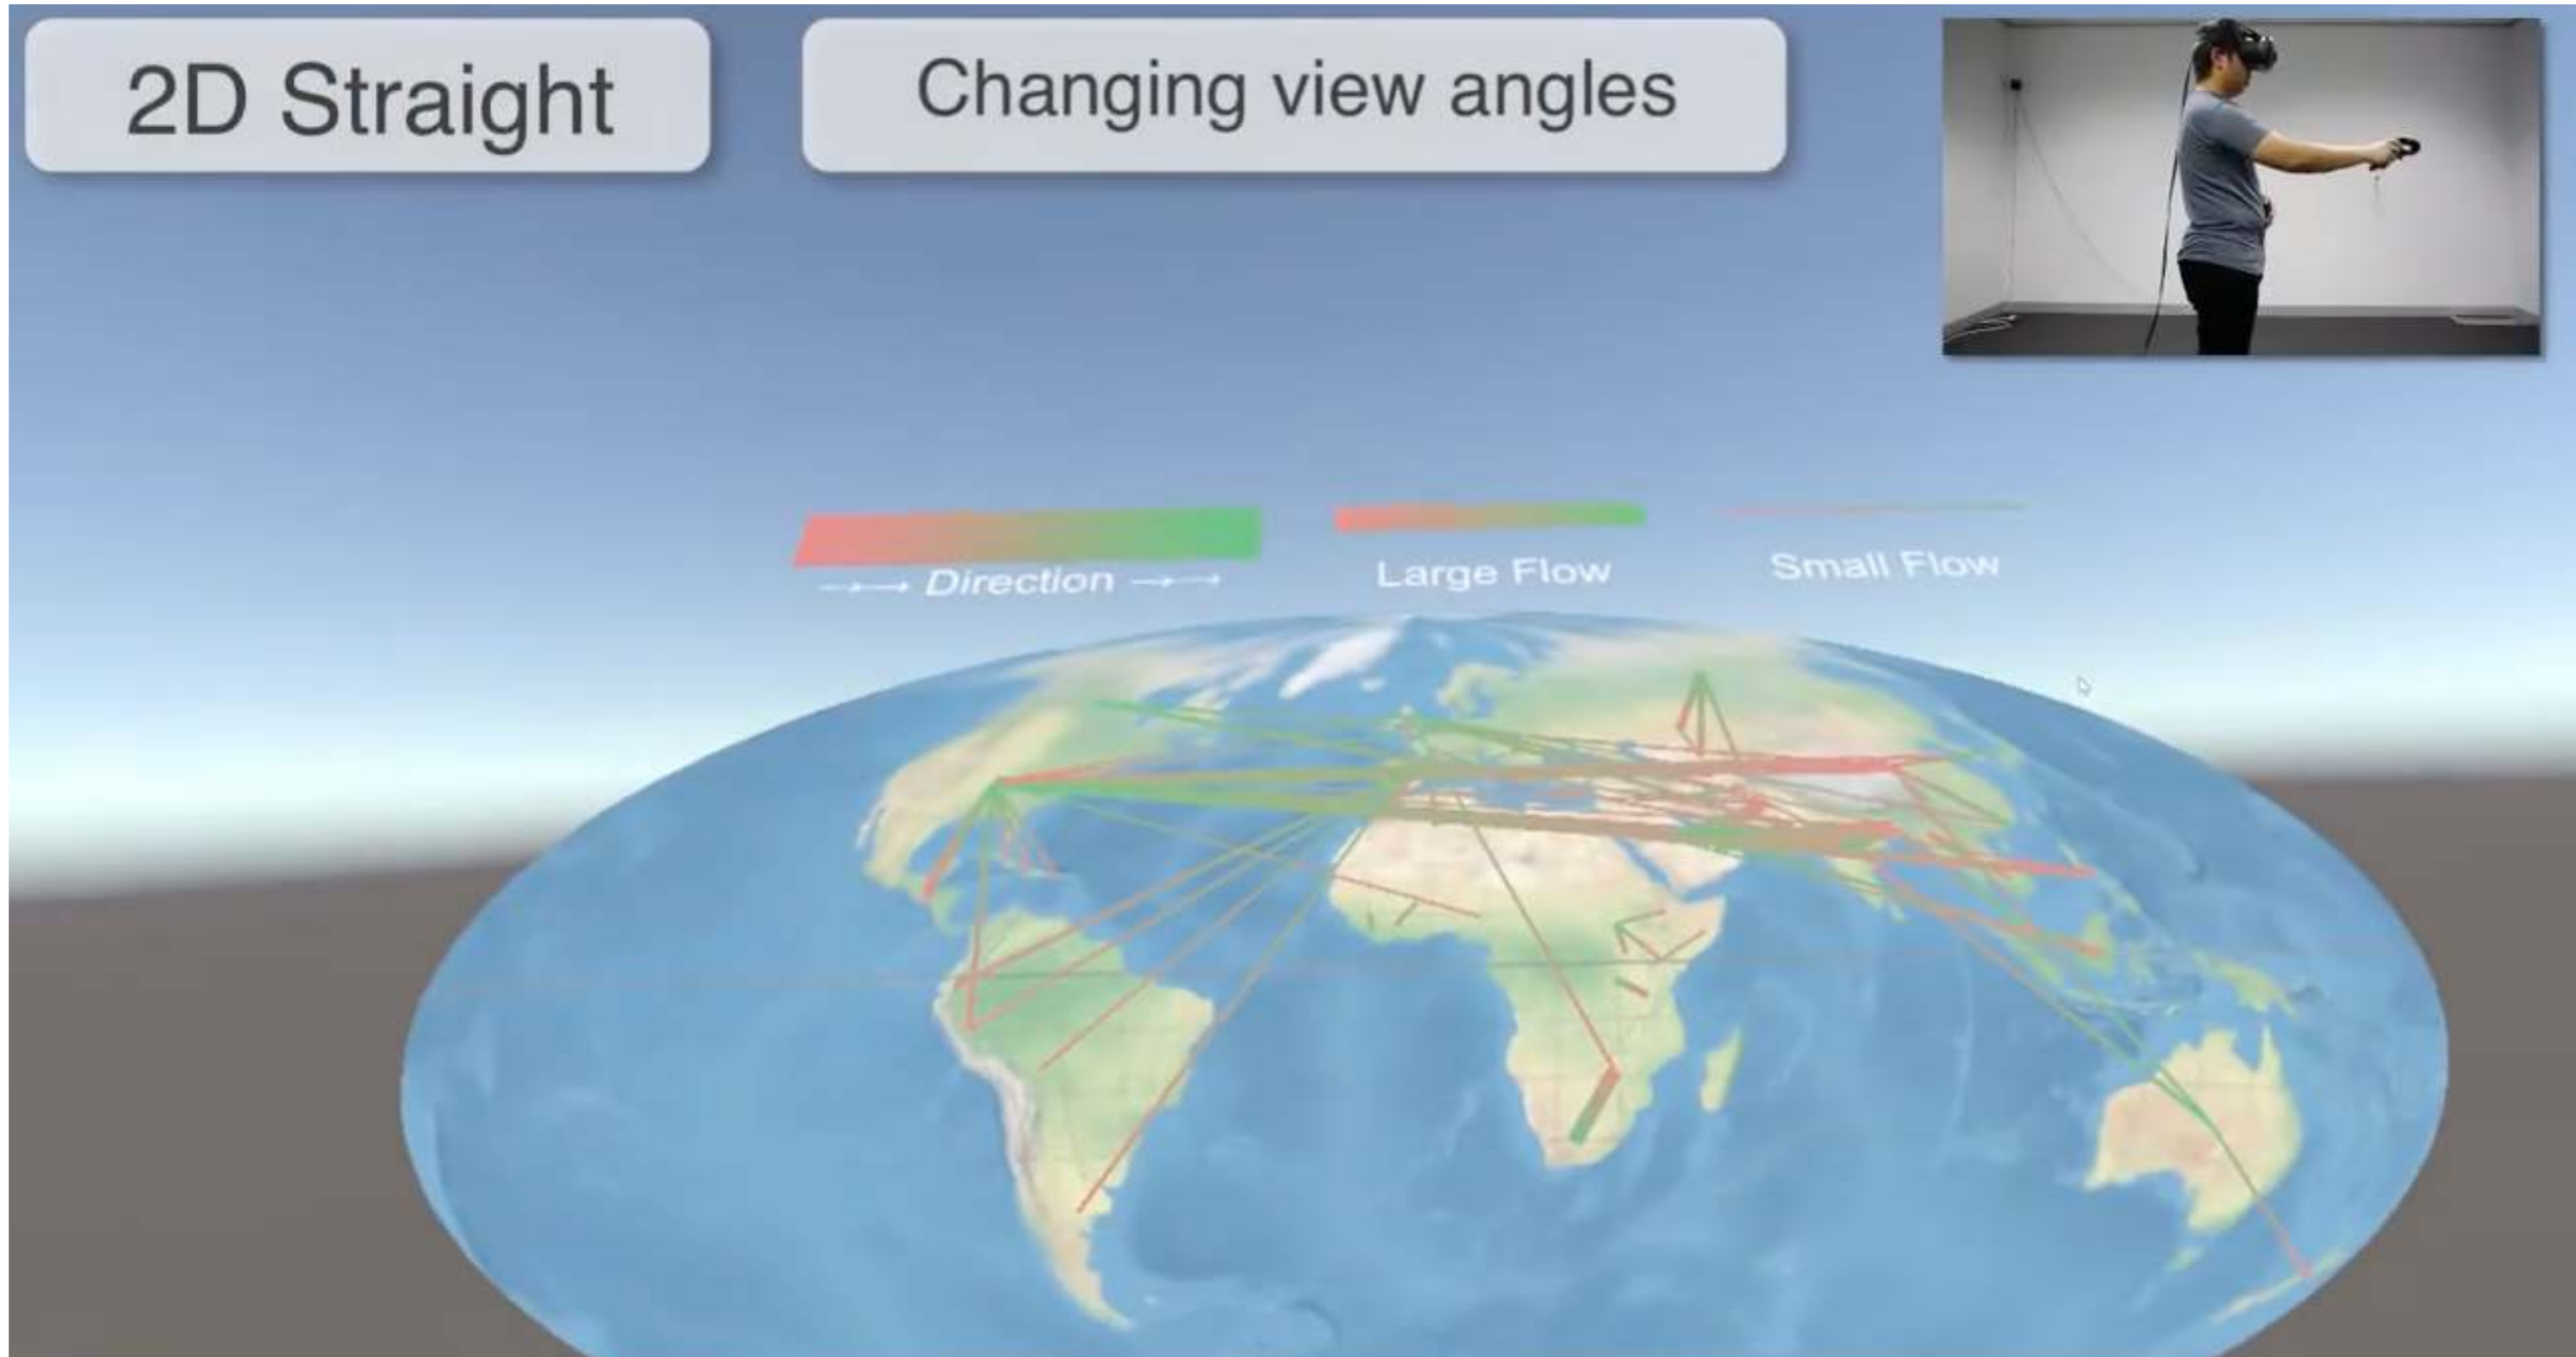 2D Straight
Changing view angles
Direction
Large Flow
Small Flow